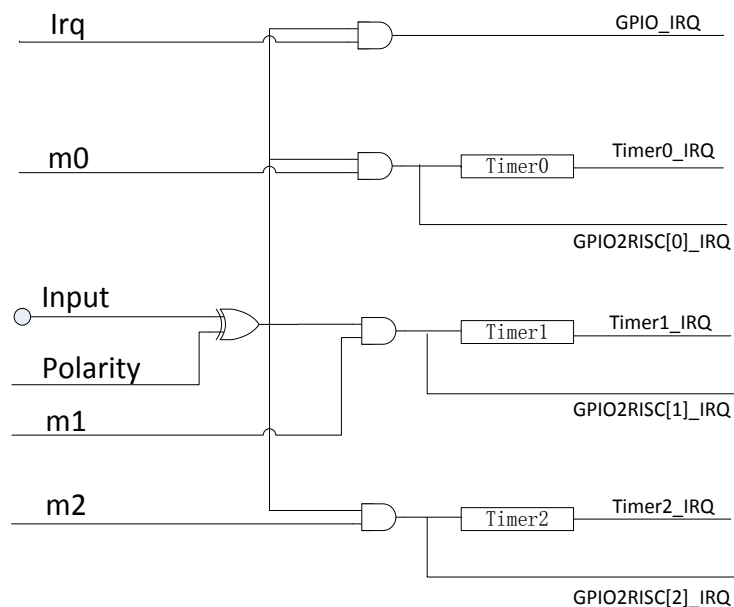 Irq
GPIO_IRQ
m0
Timer0
Timer0_IRQ
GPIO2RISC[0]_IRQ
Input
Timer1
Timer1_IRQ
Polarity
m1
GPIO2RISC[1]_IRQ
m2
Timer2
Timer2_IRQ
GPIO2RISC[2]_IRQ